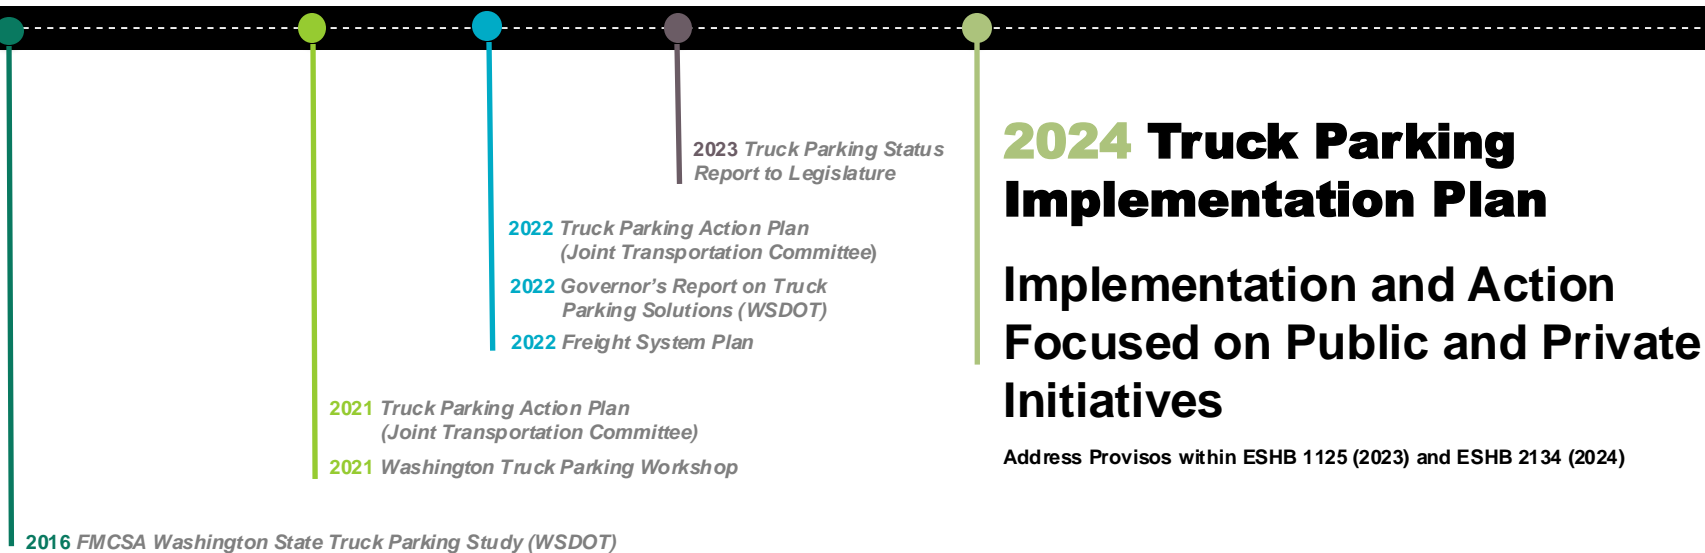 2023 Truck Parking Status
Report to Legislature
2022 Truck Parking Action Plan
(Joint Transportation Committee)
2022 Governor's Report on Truck
Parking Solutions (WSDOT)
2022 Freight System Plan
2021 Truck Parking Action Plan
(Joint Transportation Committee)
2021 Washington Truck Parking Workshop
2016 FMCSA Washington State Truck Parking Study (WSDOT)
2024 Truck Parking
Implementation Plan
Implementation and Action
Focused on Public and Private
Initiatives
Address Provisos within ESHB 1125 (2023) and ESHB 2134 (2024)